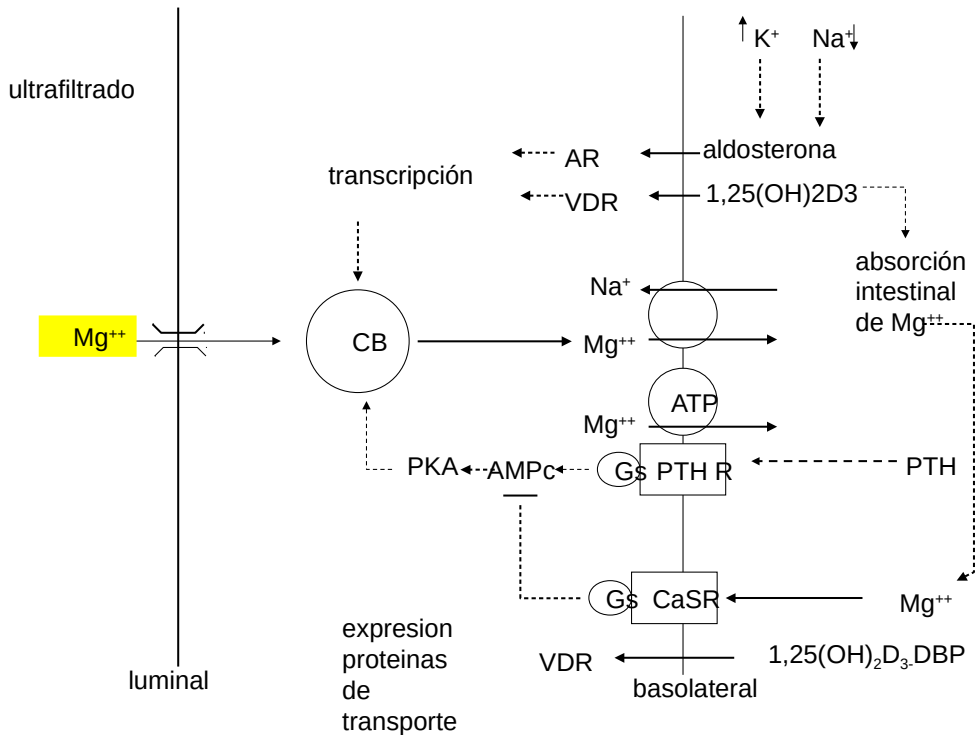 ↑ K⁺ Na⁺↓
ultrafiltrado
aldosterona
AR
transcripción
1,25(OH)2D3
VDR
absorción
intestinal
de Mg⁺⁺
Na⁺
Mg⁺⁺
CB
Mg⁺⁺
ATP
Mg⁺⁺
PKA
AMPc
Gs
PTH R
PTH
Gs
CaSR
Mg⁺⁺
expresion
proteinas
de
transporte
VDR
1,25(OH)₂D₃-DBP
luminal
basolateral